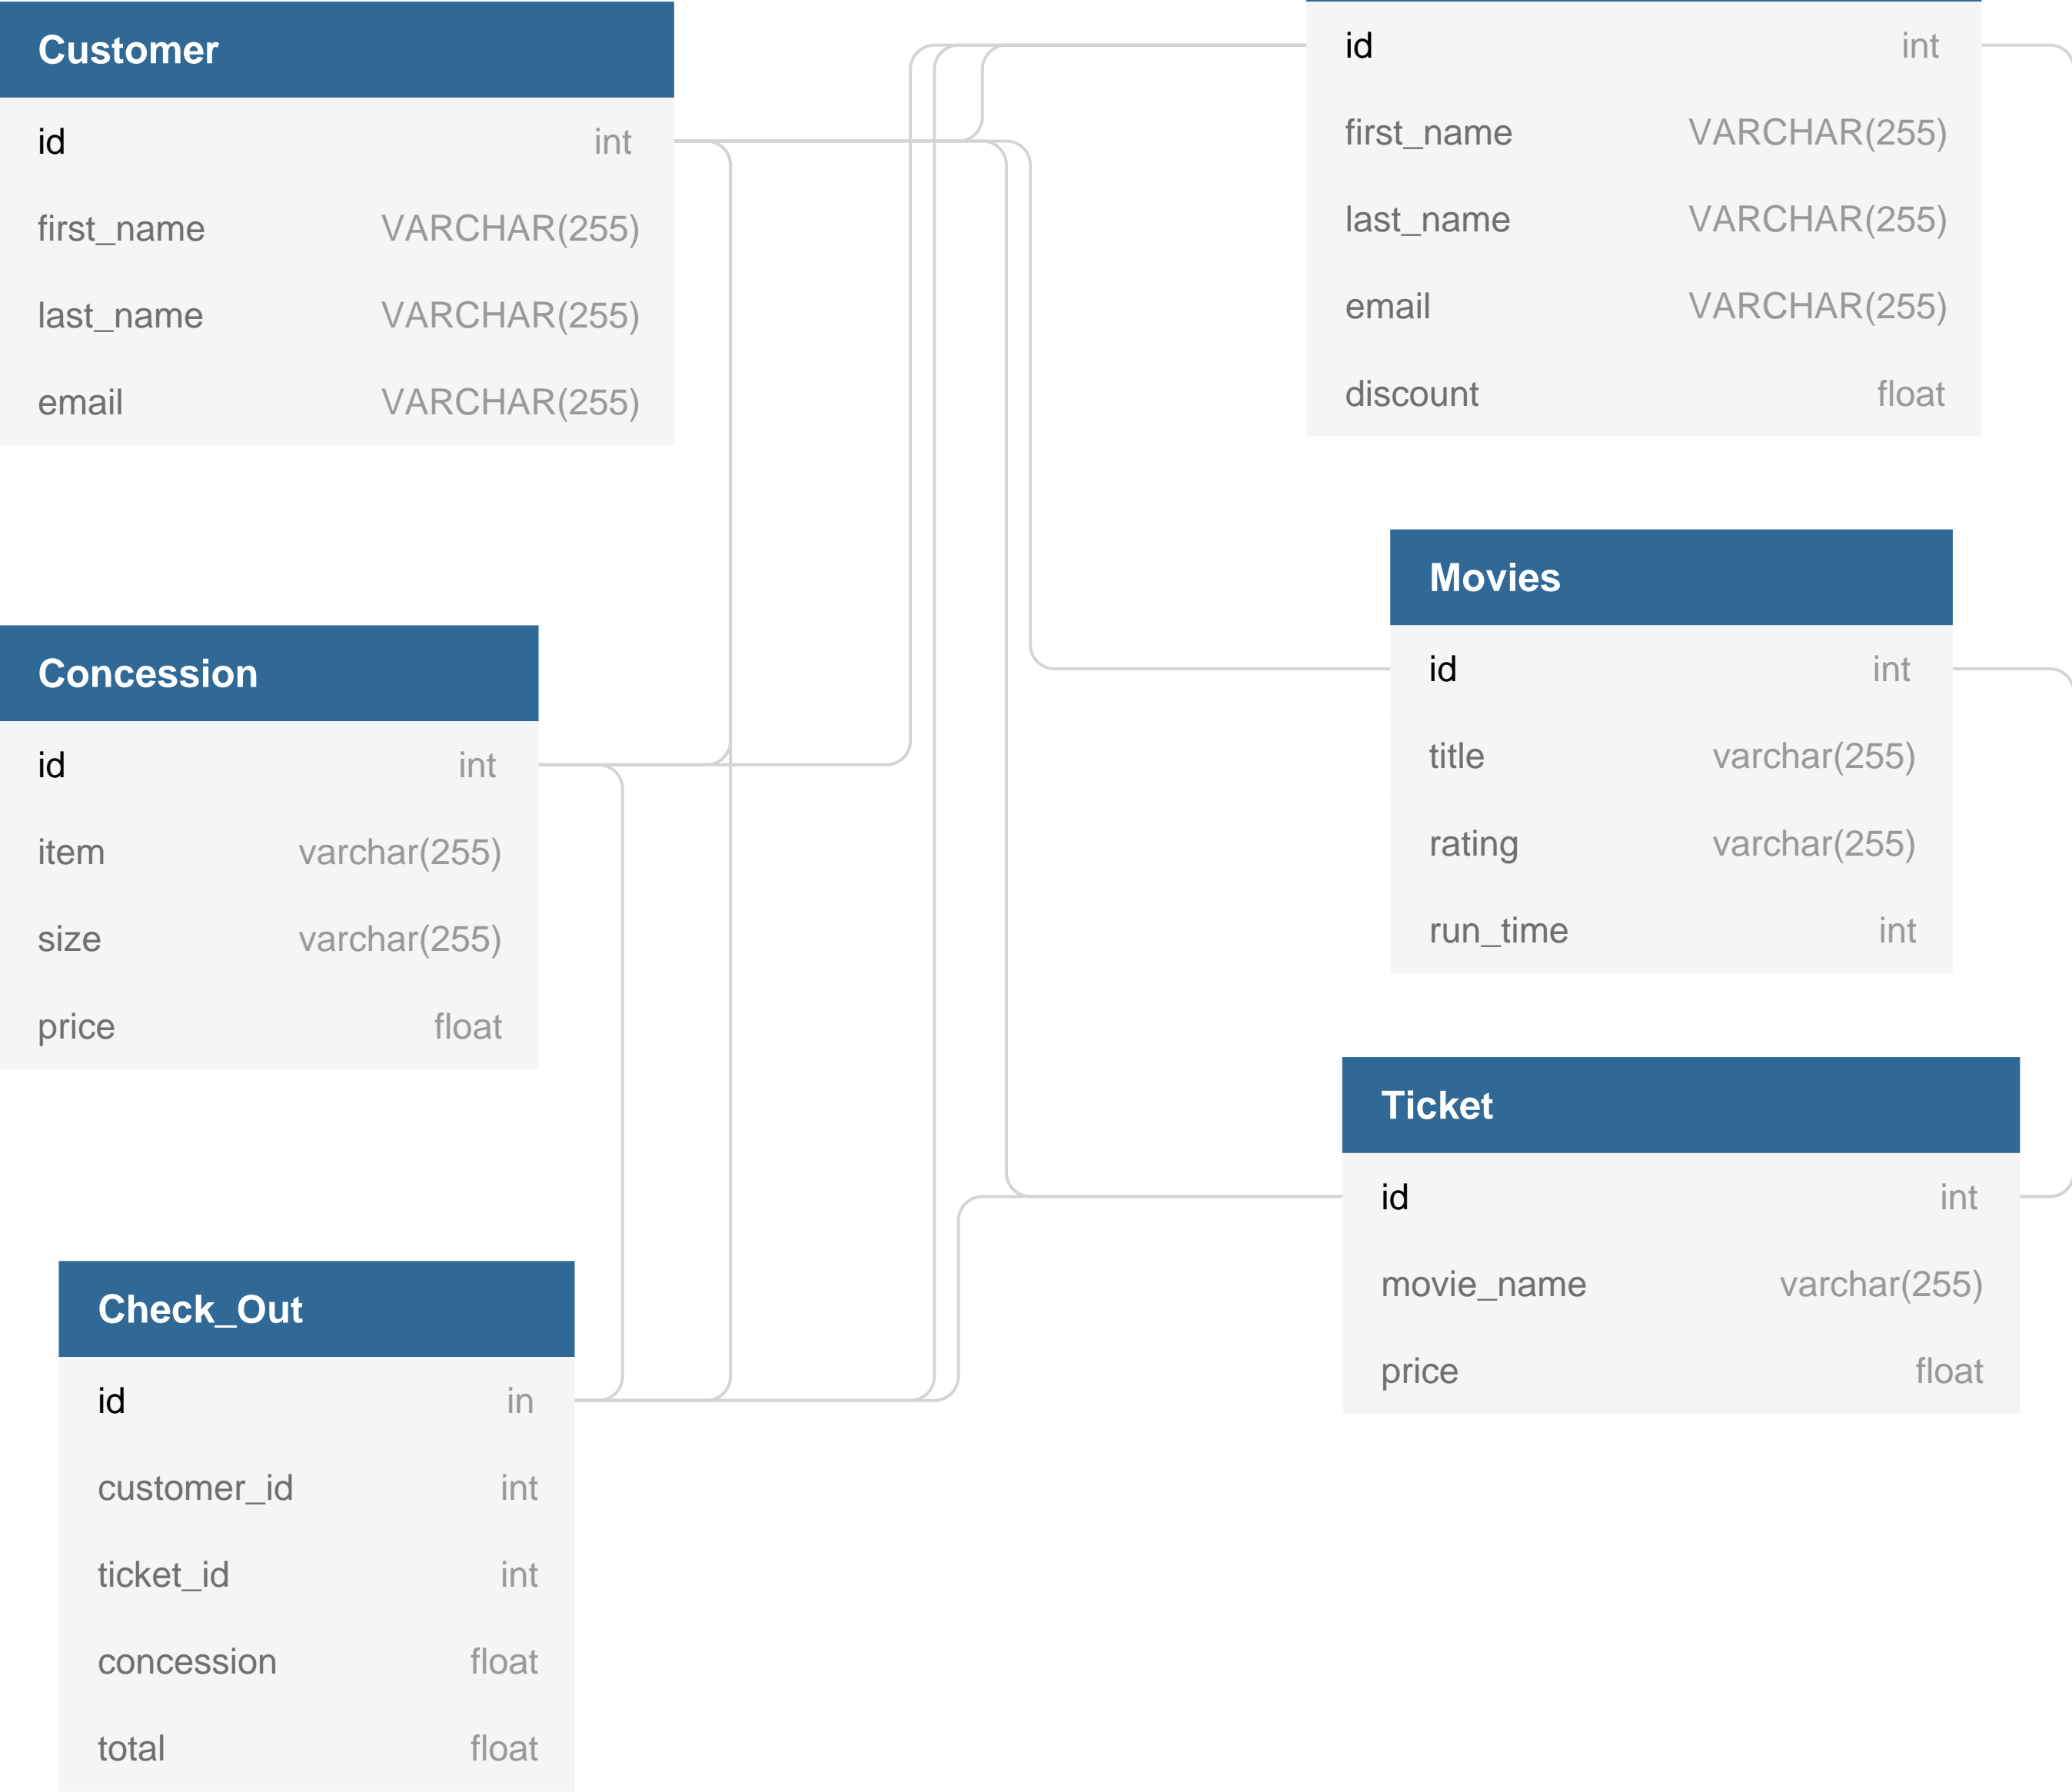 Customer
id int
first_name VARCHAR(255)
last_name VARCHAR(255)
email VARCHAR(255)
id int
first_name VARCHAR(255)
last_name VARCHAR(255)
email VARCHAR(255)
discount float
Movies
id int
title varchar(255)
rating varchar(255)
run_time int
Concession
id int
item varchar(255)
size varchar(255)
price float
Ticket
id int
movie_name varchar(255)
price float
Check_Out
id in
customer_id int
ticket_id int
concession float
total float